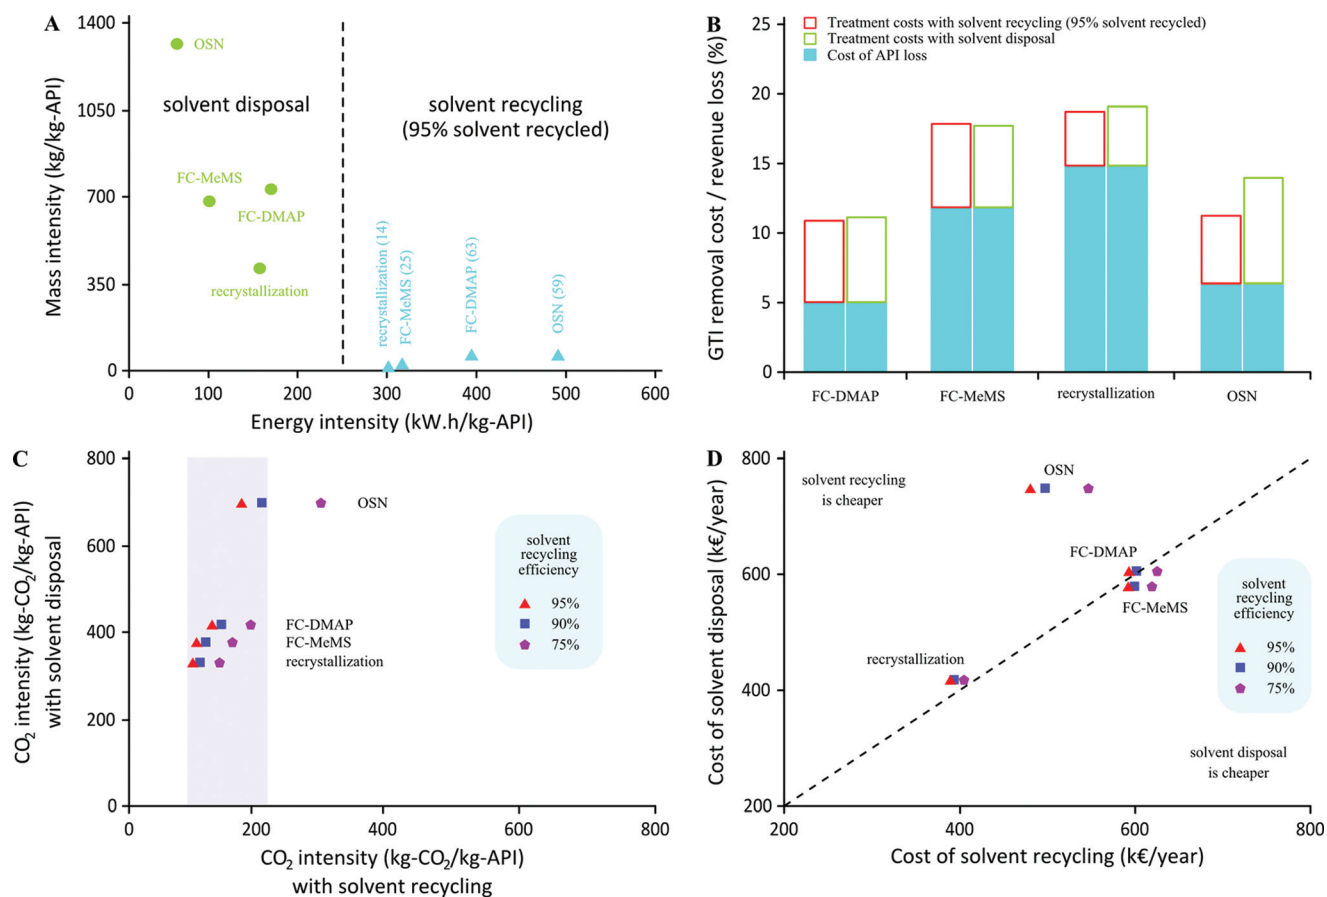 A
Mass intensity (kg/kg-API)
1400
1050
700
350
0
OSN
solvent disposal
FC-MeMS
FC-DMAP
recrystallization
solvent recycling
(95% solvent recycled)
recrystallization (14)
FC-MeMS (25)
FC-DMAP (63)
OSN (59)
0
100
200
300
400
500
600
Energy intensity (kW.h/kg-API)
B
GTI removal cost / revenue loss (%)
25
20
15
10
5
0
Treatment costs with solvent recycling (95% solvent recycled)
Treatment costs with solvent disposal
Cost of API loss
FC-DMAP
FC-MeMS
recrystallization
OSN
C
CO₂ intensity (kg-CO₂/kg-API)
with solvent disposal
800
600
400
200
0
OSN
FC-DMAP
FC-MeMS
recrystallization
solvent
recycling
efficiency
95%
90%
75%
0
200
400
600
800
CO₂ intensity (kg-CO₂/kg-API)
with solvent recycling
D
Cost of solvent disposal (k€/year)
800
600
400
200
solvent recycling
is cheaper
OSN
FC-DMAP
FC-MeMS
recrystallization
solvent
recycling
efficiency
95%
90%
75%
solvent disposal
is cheaper
200
400
600
800
Cost of solvent recycling (k€/year)